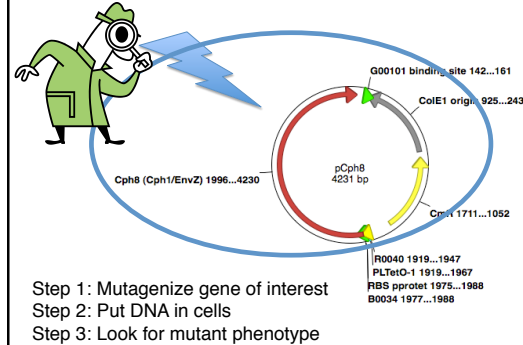 G00101 binding site 142...161
ColE1 origin 925...243
pCph8
4231 bp
Cph8 (Cph1/EnvZ) 1996...4230
CmR 1711...1052
R0040 1919...1947
PLTetO-1 1919...1967
RBS pprotet 1975...1988
B0034 1977...1988
Step 1: Mutagenize gene of interest
Step 2: Put DNA in cells
Step 3: Look for mutant phenotype